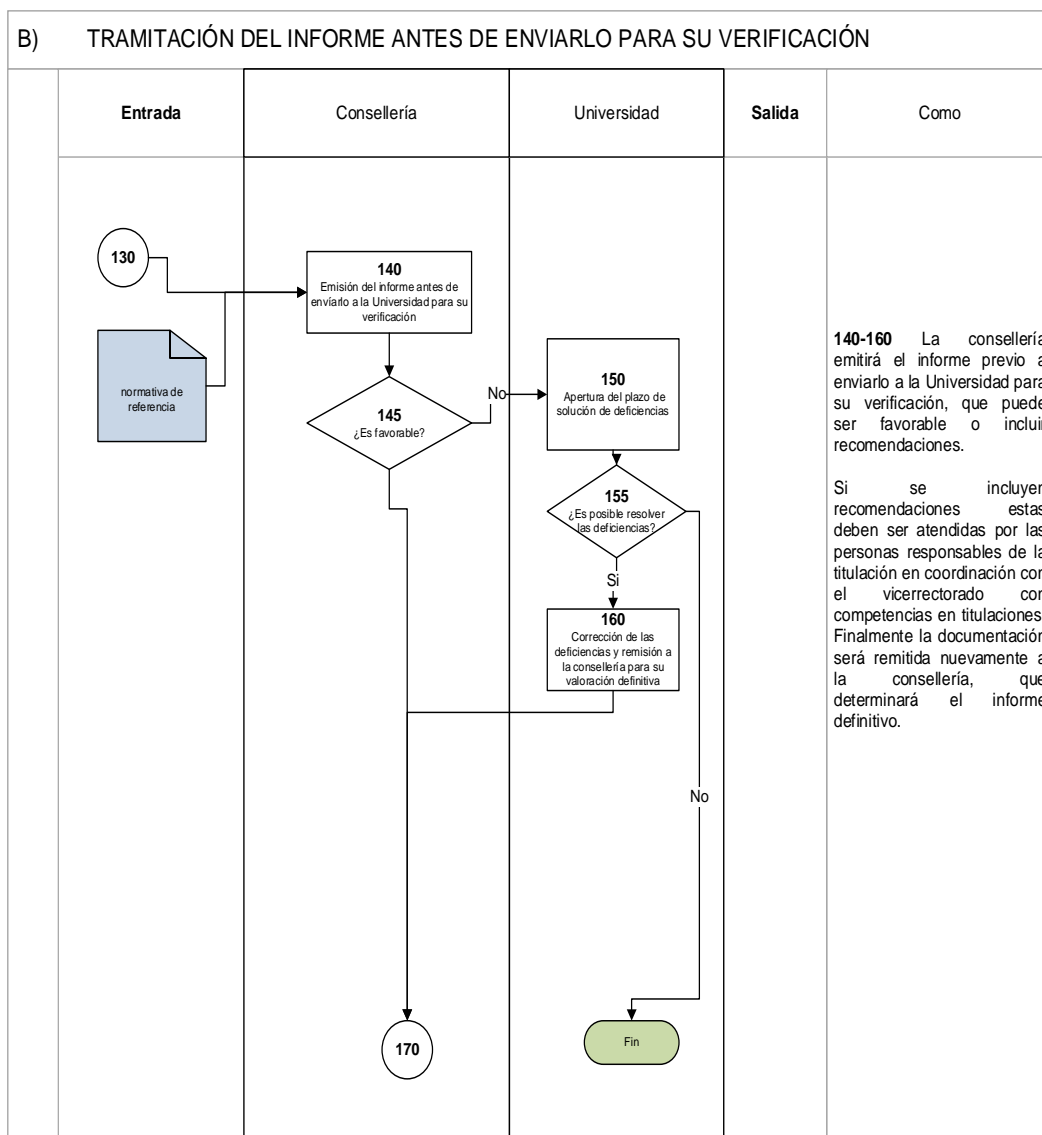 B) TRAMITACIÓN DEL INFORME ANTES DE ENVIARLO PARA SU VERIFICACIÓN
Entrada
Consellería
Universidad
Salida
Como
130
normativa de
referencia
140
Emisión del informe antes de
envíarlo a la Universidad para su
verificación
145
¿Es favorable?
No
150
Apertura del plazo de
solución de deficiencias
155
¿Es posible resolver
las deficiencias?
Si
160
Corrección de las
deficiencias y remisión a
la consellería para su
valoración definitiva
No
170
Fin
140-160 La consellería
emitirá el informe previo a
enviarlo a la Universidad para
su verificación, que puede
ser favorable o incluir
recomendaciones.
Si se incluyen
recomendaciones estas
deben ser atendidas por las
personas responsables de la
titulación en coordinación con
el vicerrectorado con
competencias en titulaciones
Finalmente la documentación
será remitida nuevamente a
la consellería, que
determinará el informe
definitivo.